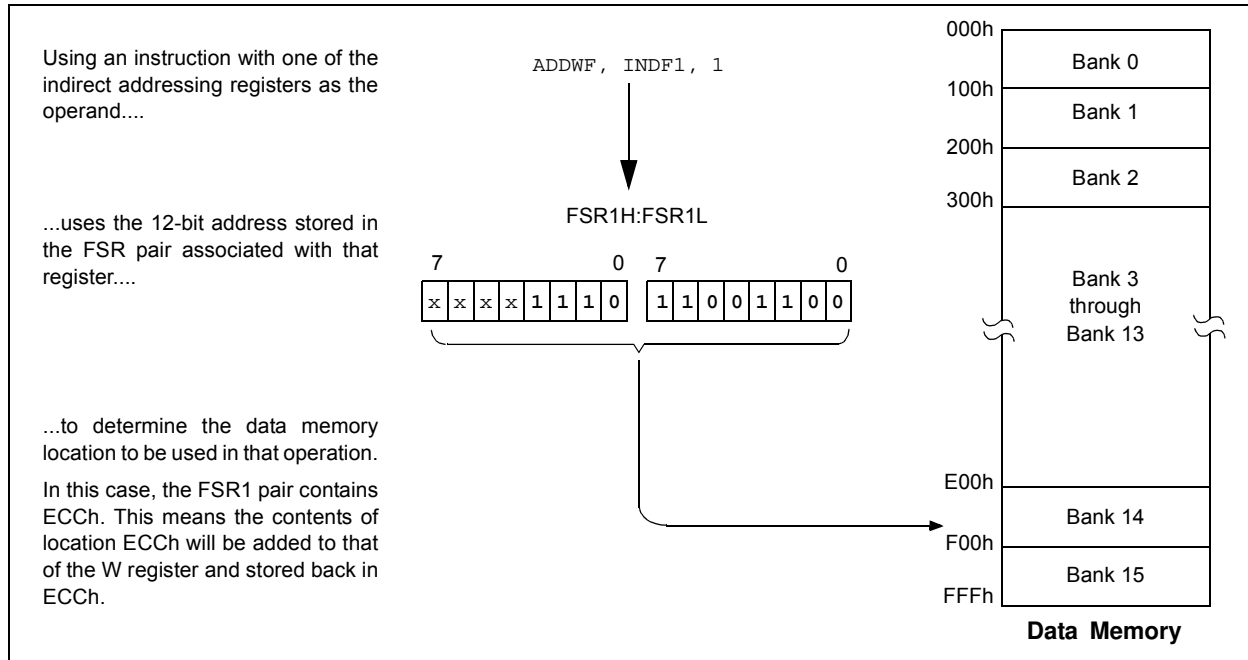 Using an instruction with one of the
indirect addressing registers as the
operand....
...uses the 12-bit address stored in
the FSR pair associated with that
register....
...to determine the data memory
location to be used in that operation.
In this case, the FSR1 pair contains
ECCh. This means the contents of
location ECCh will be added to that
of the W register and stored back in
ECCh.
ADDWF, INDF1, 1
FSR1H:FSR1L
7 0 7 0
x x x x 1 1 1 0 1 1 0 0 1 1 0 0
000h
Bank 0
100h
Bank 1
200h
Bank 2
300h
Bank 3
through
Bank 13
E00h
Bank 14
F00h
Bank 15
FFFh
Data Memory